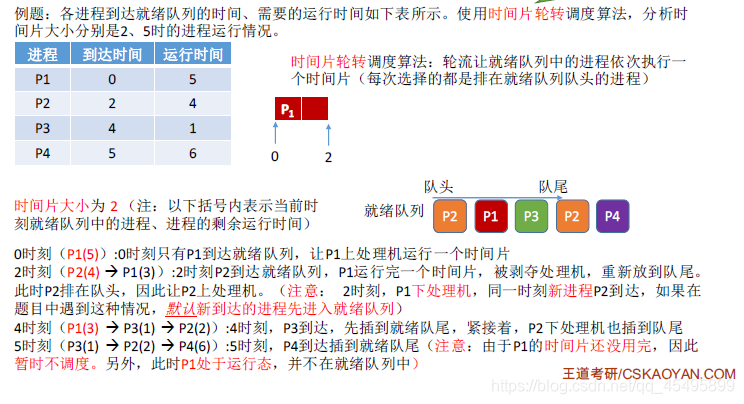 例题：各进程到达就绪队列的时间、需要的运行时间如下表所示。使用时间片轮转调度算法，分析时
间片大小分别是2、5时的进程运行情况。
进程 到达时间 运行时间
P1 0 5
P2 2 4
P3 4 1
P4 5 6
时间片轮转调度算法：轮流让就绪队列中的进程依次执行一
个时间片（每次选择的都是排在就绪队列队头的进程）
P1
0 2
时间片大小为 2 （注：以下括号内表示当前时
刻就绪队列中的进程、进程的剩余运行时间）
队头 队尾
就绪队列 P2 P1 P3 P2 P4
0时刻（P1(5)）:0时刻只有P1到达就绪队列，让P1上处理机运行一个时间片
2时刻（P2(4) → P1(3)）:2时刻P2到达就绪队列，P1运行完一个时间片，被剥夺处理机，重新放到队尾。
此时P2排在队头，因此让P2上处理机。（注意： 2时刻，P1下处理机，同一时刻新进程P2到达，如果在
题目中遇到这种情况，默认新到达的进程先进入就绪队列）
4时刻（P1(3) → P3(1) → P2(2)）:4时刻，P3到达，先插到就绪队尾，紧接着，P2下处理机也插到队尾
5时刻（P3(1) → P2(2) → P4(6)）:5时刻，P4到达插到就绪队尾（注意：由于P1的时间片还没用完，因此
暂时不调度。另外，此时P1处于运行态，并不在就绪队列中）
王道考研/CSKAOYAN.COM
https://blog.csdn.net/qq_45495899